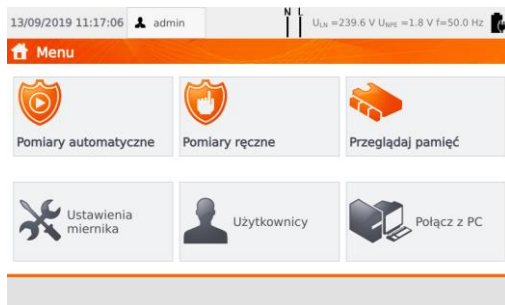 13/09/2019 11:17:06 admin N L ULN =239.6 V UNPE =1.8 V f=50.0 Hz
Menu
Pomiary automatyczne Pomiary ręczne Przeglądaj pamięć
Ustawienia
miernika
Użytkownicy
Połącz z PC